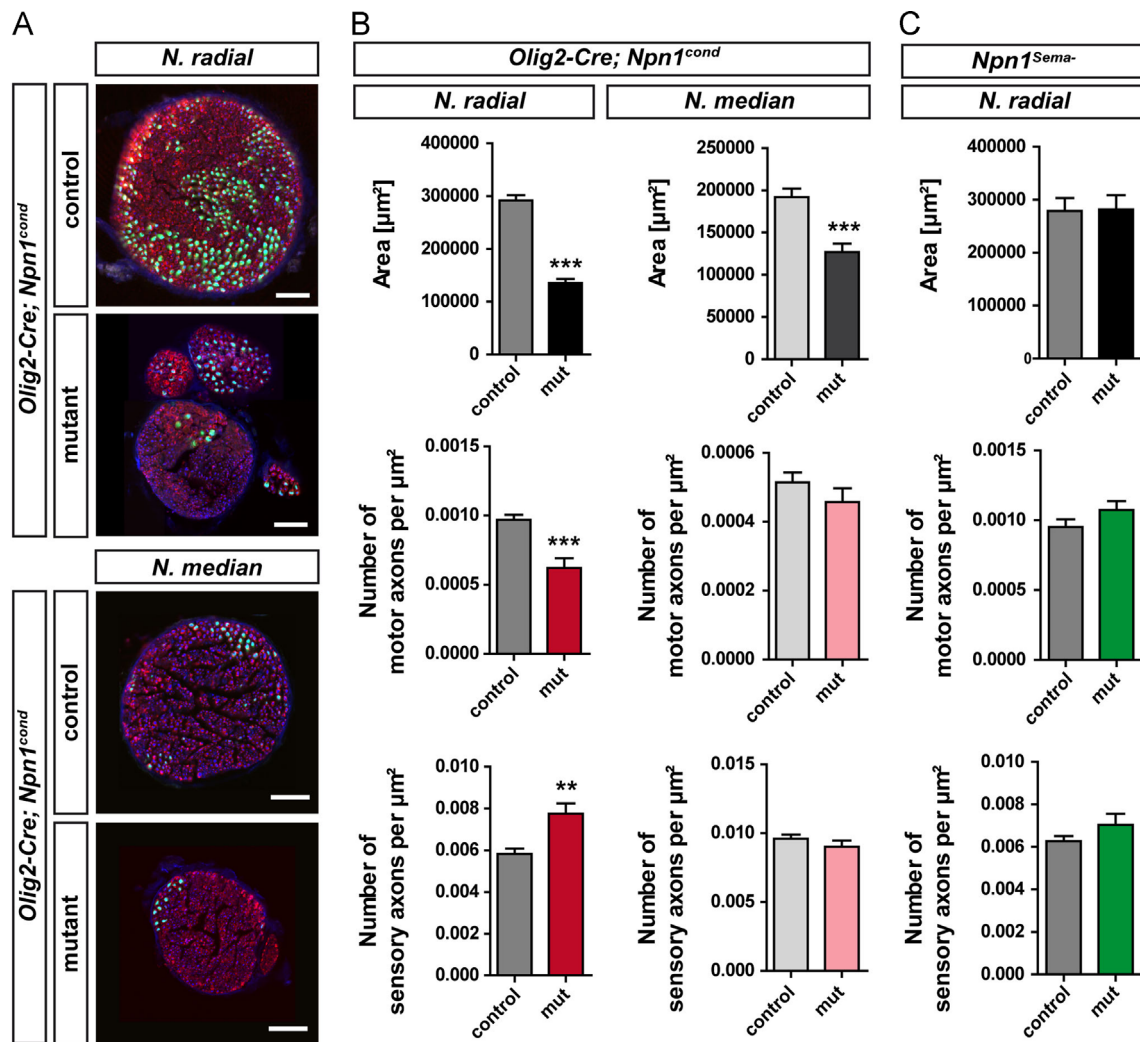 A
N. radial
Olig2-Cre; Npn1cond
control
mutant
N. median
Olig2-Cre; Npn1cond
control
mutant
B
Olig2-Cre; Npn1cond
N. radial
N. median
Area [µm²]
400000
300000
200000
100000
0
***
control
mut
Area [µm²]
250000
200000
150000
100000
50000
0
***
control
mut
Number of
motor axons per µm²
0.0015
0.0010
0.0005
0.0000
***
control
mut
Number of
motor axons per µm²
0.0006
0.0004
0.0002
0.0000
control
mut
Number of
sensory axons per µm²
0.010
0.008
0.006
0.004
0.002
0.000
**
control
mut
Number of
sensory axons per µm²
0.015
0.010
0.005
0.000
control
mut
C
Npn1Sema-
N. radial
Area [µm²]
400000
300000
200000
100000
0
control
mut
Number of
motor axons per µm²
0.0015
0.0010
0.0005
0.0000
control
mut
Number of
sensory axons per µm²
0.010
0.008
0.006
0.004
0.002
0.000
control
mut